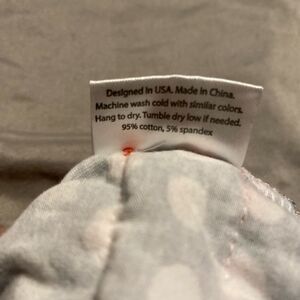 Designed in USA. Made in China.
Machine wash cold with similar colors.
Hang to dry. Tumble dry low if needed.
95% cotton, 5% spandex